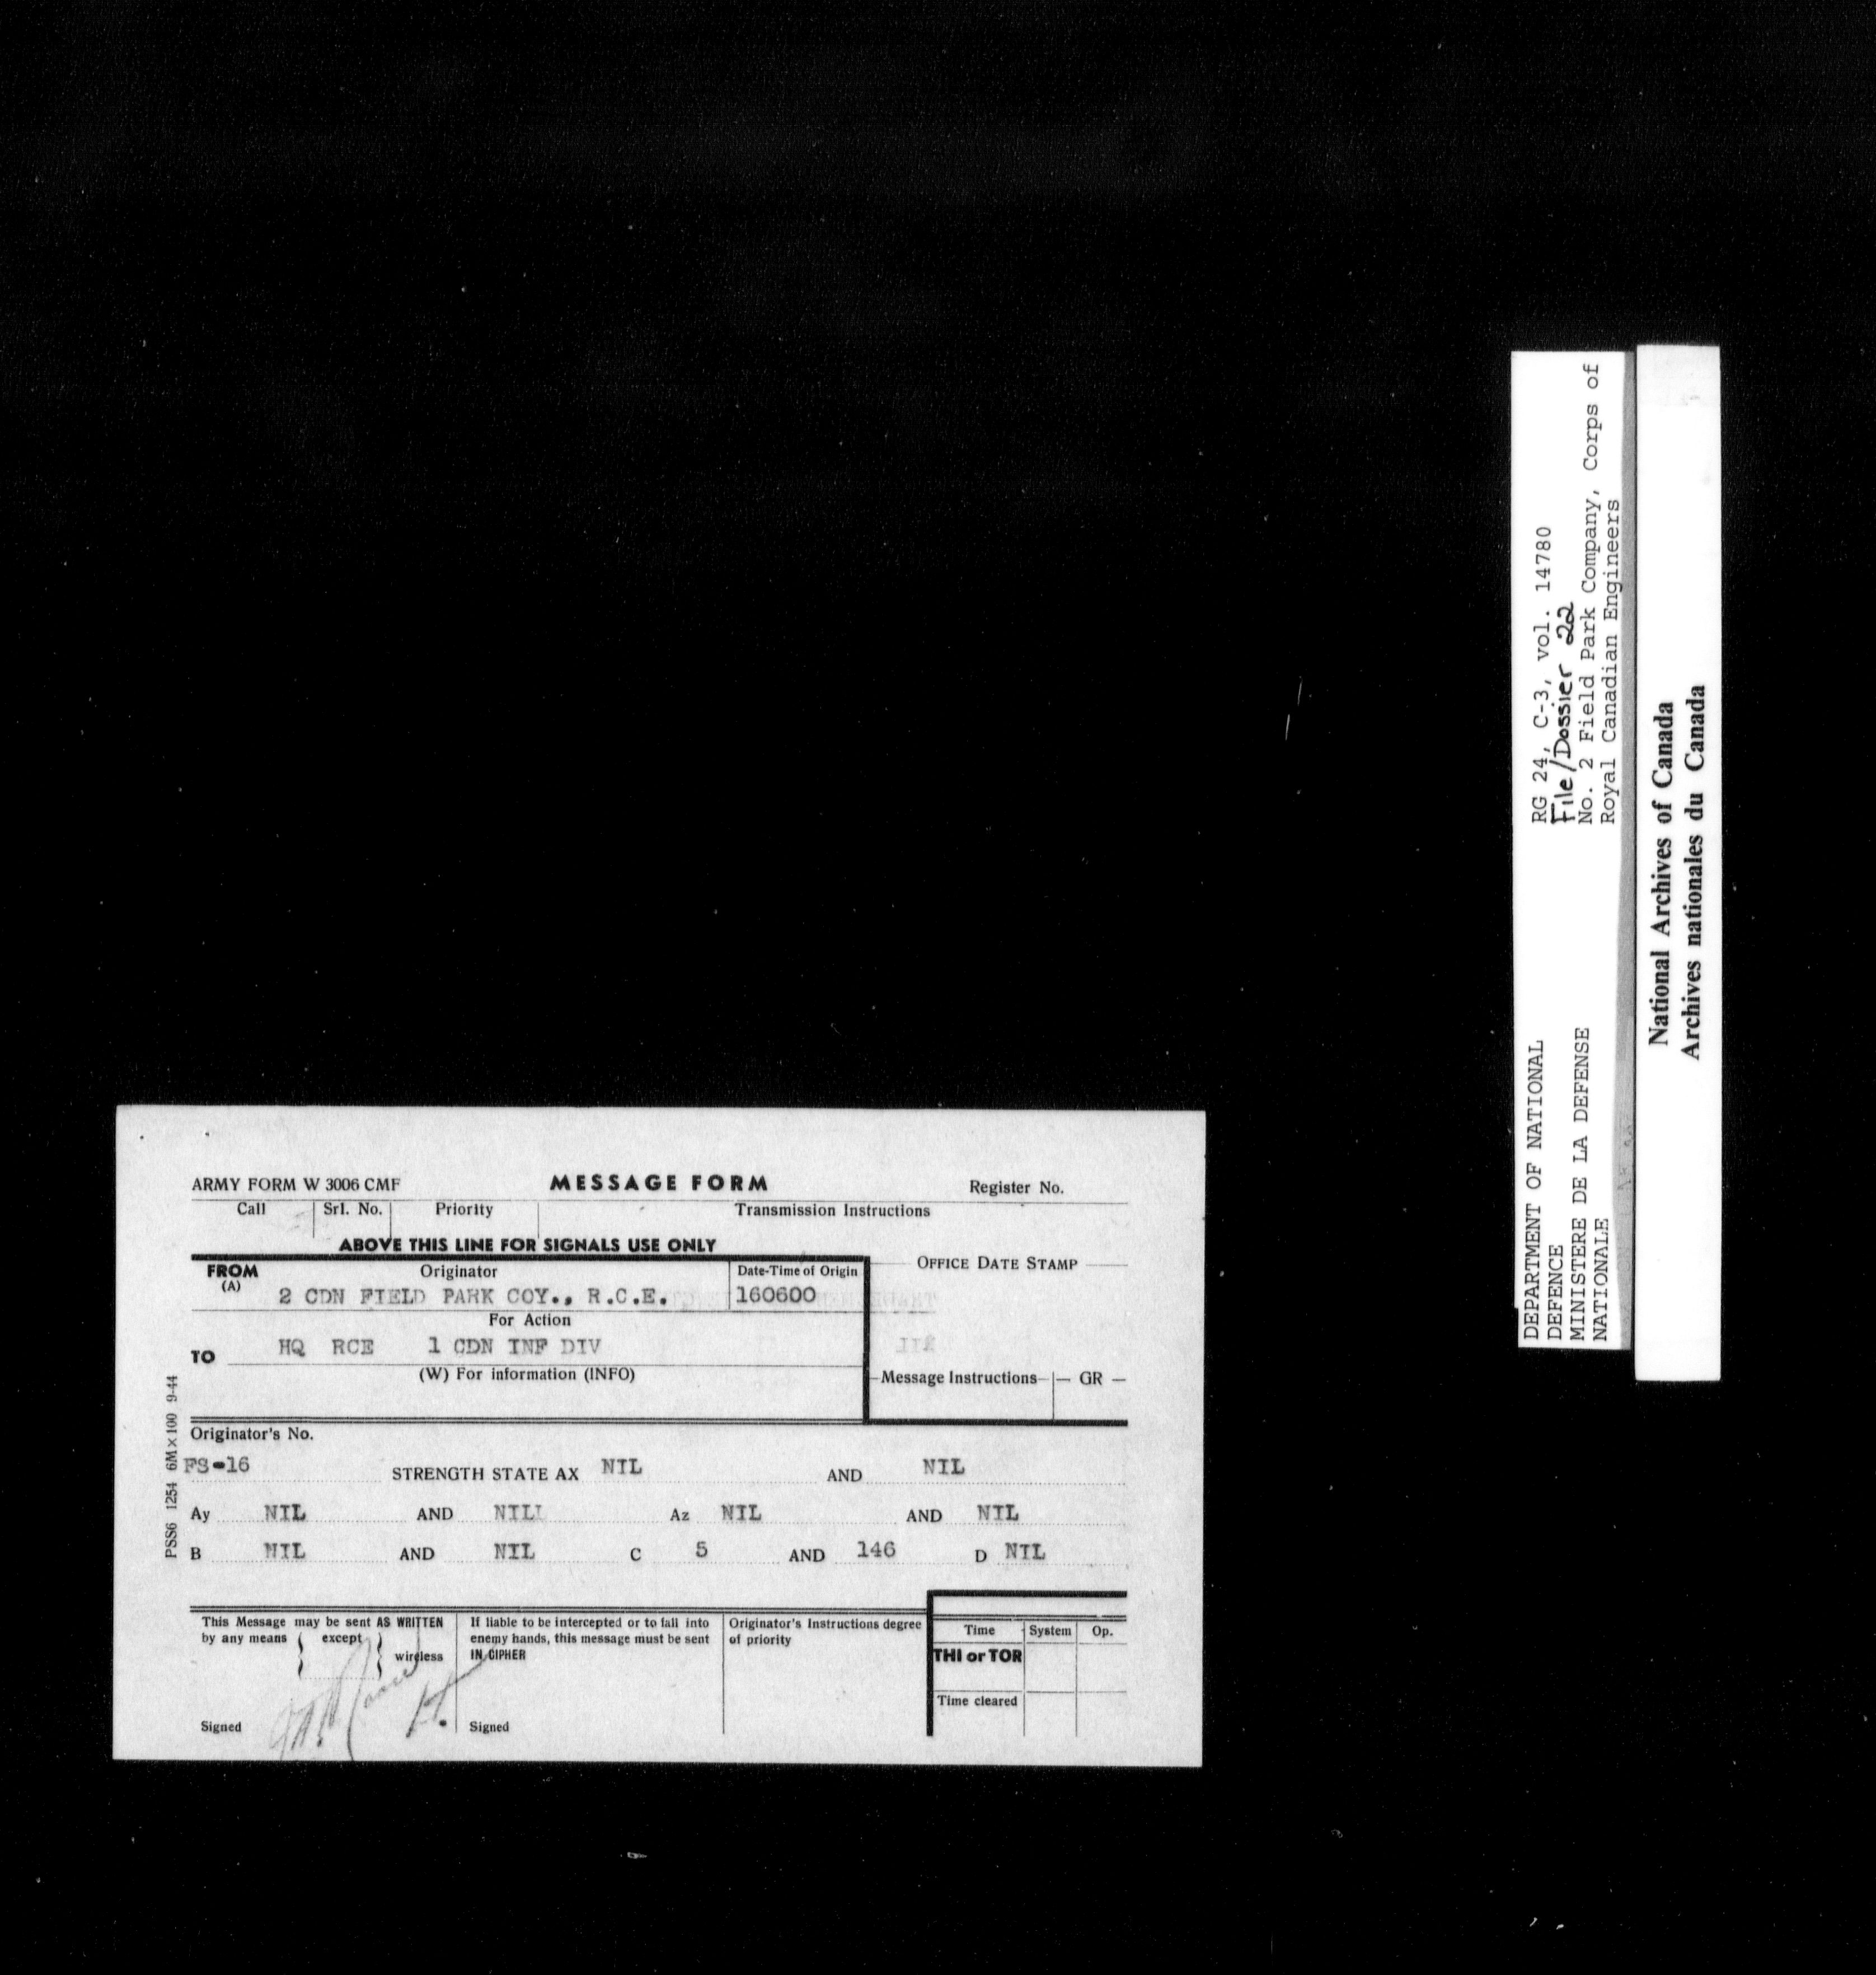 ARMY FORM W 3006 CMF MESSAGE FORM Register No.
Call Srl. No. Priority Transmission Instructions
ABOVE THIS LINE FOR SIGNALS USE ONLY
FROM (A) Originator Date-Time of Origin OFFICE DATE STAMP
2 CDN FIELD PARK COY., R.C.E. 160600
For Action
TO HQ RCE 1 CDN INF DIV
(W) For information (INFO) Message Instructions GR
Originator's No.
FS-16 STRENGTH STATE AX NIL AND NIL
Ay NIL AND NIL Az NIL AND NIL
B NIL AND NIL C 5 AND 146 D NIL
PSS6 1254 6M×100 9-44
This Message may be sent AS WRITTEN
by any means { except } wireless
Signed
If liable to be intercepted or to fall into
enemy hands, this message must be sent
IN CIPHER
Signed
Originator's Instructions degree
of priority
Time System Op.
THI or TOR
Time cleared
DEPARTMENT OF NATIONAL
DEFENCE
MINISTERE DE LA DEFENSE
NATIONALE
RG 24, C-3, vol. 14780
File/Dossier 22
No. 2 Field Park Company, Corps of
Royal Canadian Engineers
National Archives of Canada
Archives nationales du Canada